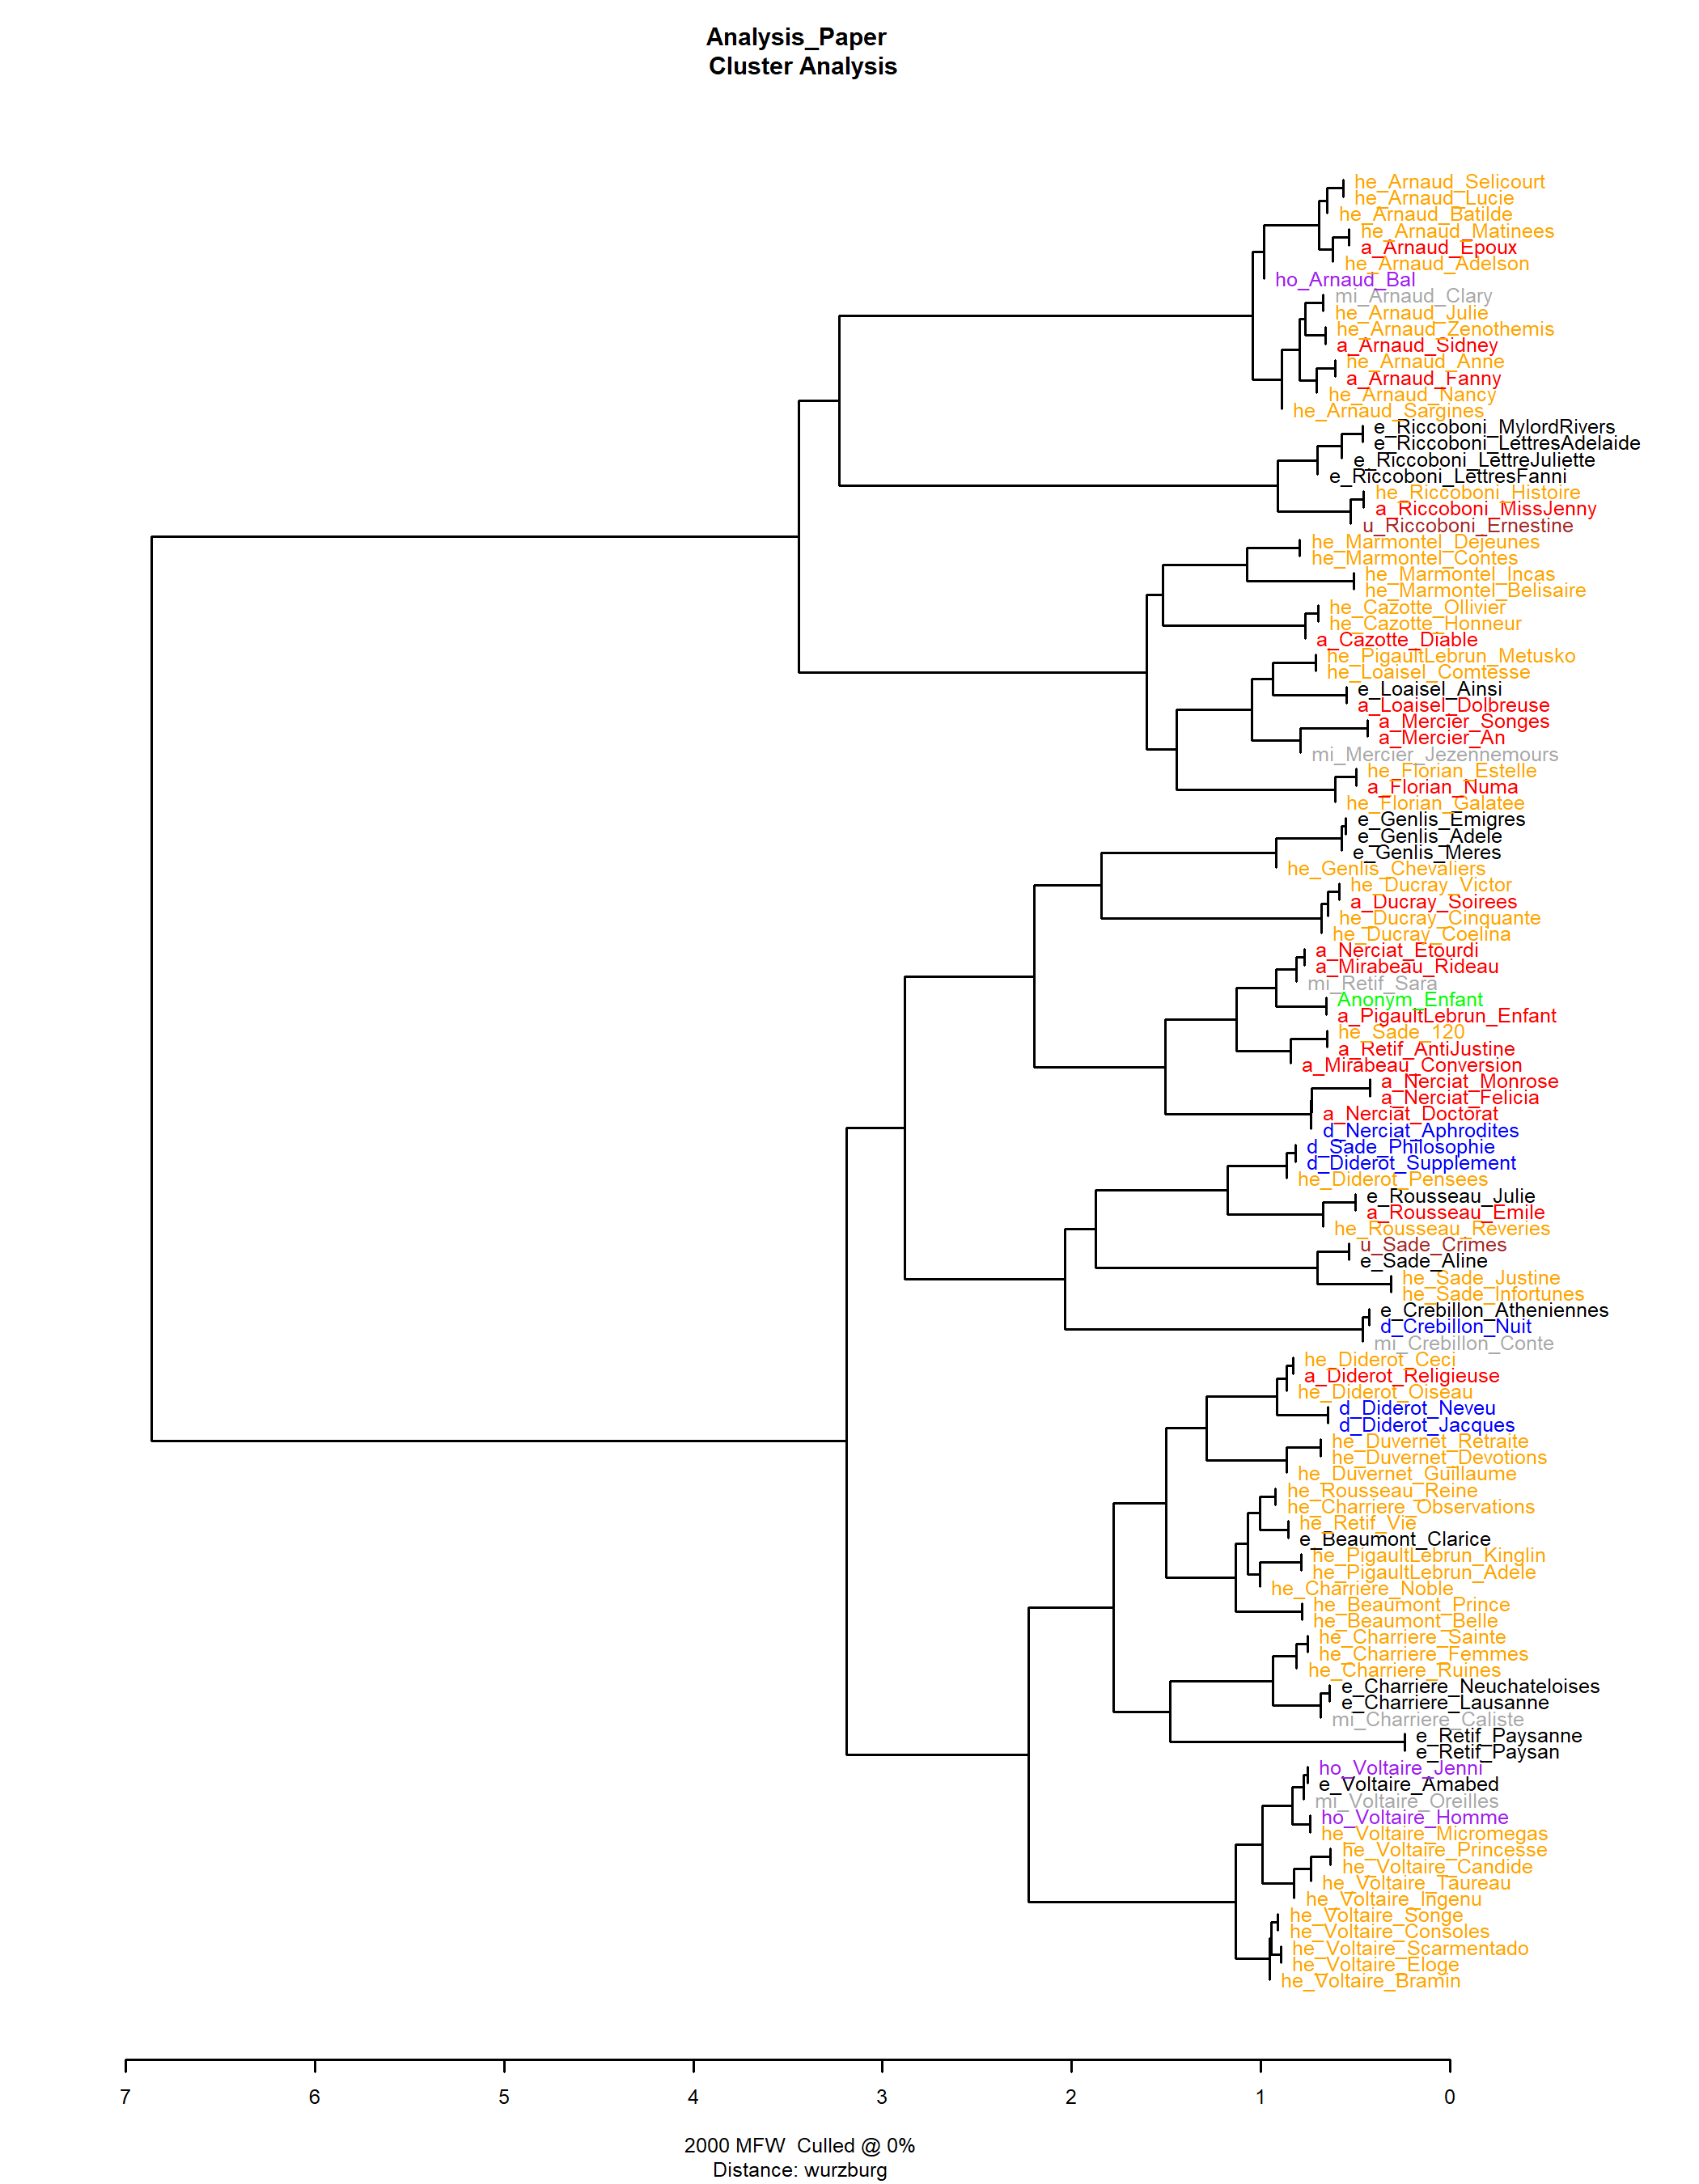 Analysis_Paper
Cluster Analysis
he_Arnaud_Selicourt
he_Arnaud_Lucie
he_Arnaud_Batilde
he_Arnaud_Matinees
a_Arnaud_Epoux
he_Arnaud_Adelson
ho_Arnaud_Bal
mi_Arnaud_Clary
he_Arnaud_Julie
he_Arnaud_Zenothemis
a_Arnaud_Sidney
he_Arnaud_Anne
a_Arnaud_Fanny
he_Arnaud_Nancy
he_Arnaud_Sargines
e_Riccoboni_MylordRivers
e_Riccoboni_LettresAdelaide
e_Riccoboni_LettreJuliette
e_Riccoboni_LettresFanni
he_Riccoboni_Histoire
a_Riccoboni_MissJenny
u_Riccoboni_Ernestine
he_Marmontel_Dejeunes
he_Marmontel_Contes
he_Marmontel_Incas
he_Marmontel_Belisaire
he_Cazotte_Ollivier
he_Cazotte_Honneur
a_Cazotte_Diable
he_PigaultLebrun_Metusko
he_Loaisel_Comtesse
e_Loaisel_Ainsi
a_Loaisel_Dolbreuse
a_Mercier_Songes
a_Mercier_An
mi_Mercier_Jezennemours
he_Florian_Estelle
a_Florian_Numa
he_Florian_Galatee
e_Genlis_Emigres
e_Genlis_Adele
e_Genlis_Meres
he_Genlis_Chevaliers
he_Ducray_Victor
a_Ducray_Soirees
he_Ducray_Cinquante
he_Ducray_Coelina
a_Nerciat_Etourdi
a_Mirabeau_Rideau
mi_Retif_Sara
Anonym_Enfant
a_PigaultLebrun_Enfant
he_Sade_120
a_Retif_AntiJustine
a_Mirabeau_Conversion
a_Nerciat_Monrose
a_Nerciat_Felicia
a_Nerciat_Doctorat
d_Nerciat_Aphrodites
d_Sade_Philosophie
d_Diderot_Supplement
he_Diderot_Pensees
e_Rousseau_Julie
a_Rousseau_Emile
he_Rousseau_Reveries
u_Sade_Crimes
e_Sade_Aline
he_Sade_Justine
he_Sade_Infortunes
e_Crebillon_Atheniennes
d_Crebillon_Nuit
mi_Crebillon_Conte
he_Diderot_Ceci
a_Diderot_Religieuse
he_Diderot_Oiseau
d_Diderot_Neveu
d_Diderot_Jacques
he_Duvernet_Retraite
he_Duvernet_Devotions
he_Duvernet_Guillaume
he_Rousseau_Reine
he_Charriere_Observations
he_Retif_Vie
e_Beaumont_Clarice
he_PigaultLebrun_Kinglin
he_PigaultLebrun_Adele
he_Charriere_Noble
he_Beaumont_Prince
he_Beaumont_Belle
he_Charriere_Sainte
he_Charriere_Femmes
he_Charriere_Ruines
e_Charriere_Neuchateloises
e_Charriere_Lausanne
mi_Charriere_Caliste
e_Retif_Paysanne
e_Retif_Paysan
ho_Voltaire_Jenni
e_Voltaire_Amabed
mi_Voltaire_Oreilles
ho_Voltaire_Homme
he_Voltaire_Micromegas
he_Voltaire_Princesse
he_Voltaire_Candide
he_Voltaire_Taureau
he_Voltaire_Ingenu
he_Voltaire_Songe
he_Voltaire_Consoles
he_Voltaire_Scarmentado
he_Voltaire_Eloge
he_Voltaire_Bramin
7 6 5 4 3 2 1 0
2000 MFW Culled @ 0%
Distance: wurzburg